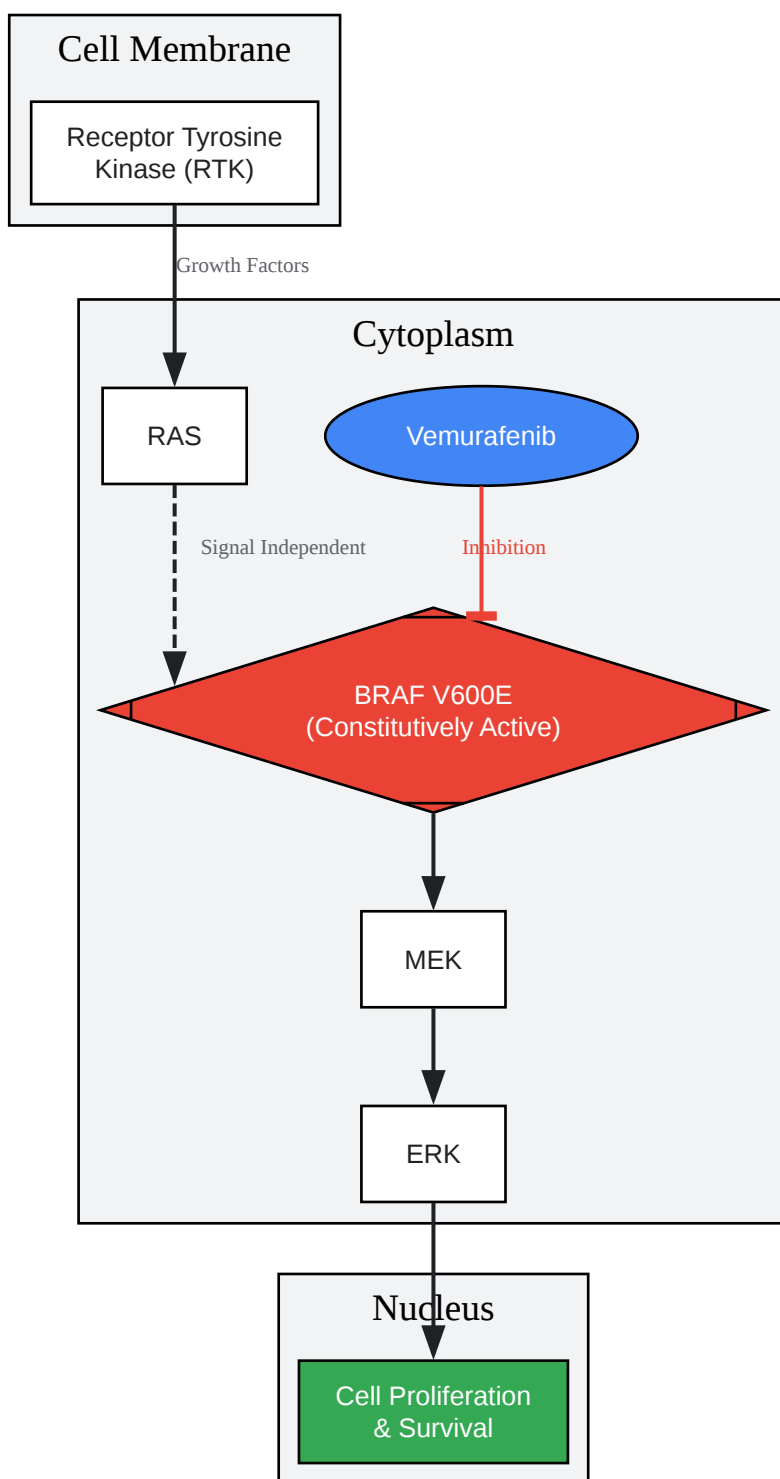 Cell Membrane
Receptor Tyrosine
Kinase (RTK)
Growth Factors
Cytoplasm
RAS
Vemurafenib
Signal Independent
Inhibition
BRAF V600E
(Constitutively Active)
MEK
ERK
Nucleus
Cell Proliferation
& Survival